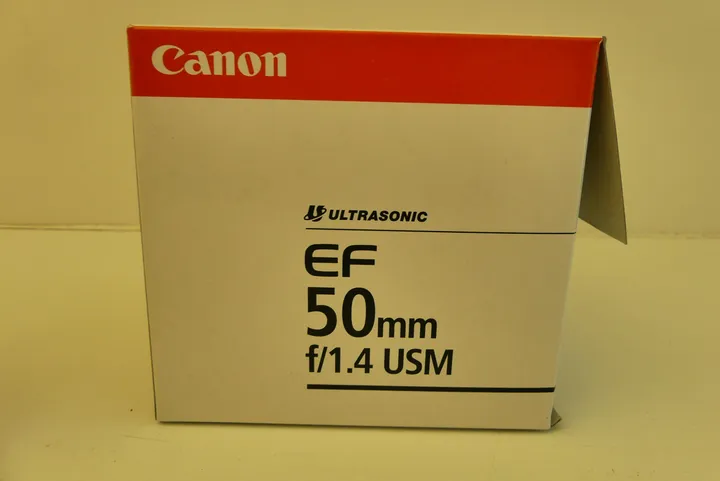 Canon
ULTRASONIC
EF
50mm
f/1.4 USM